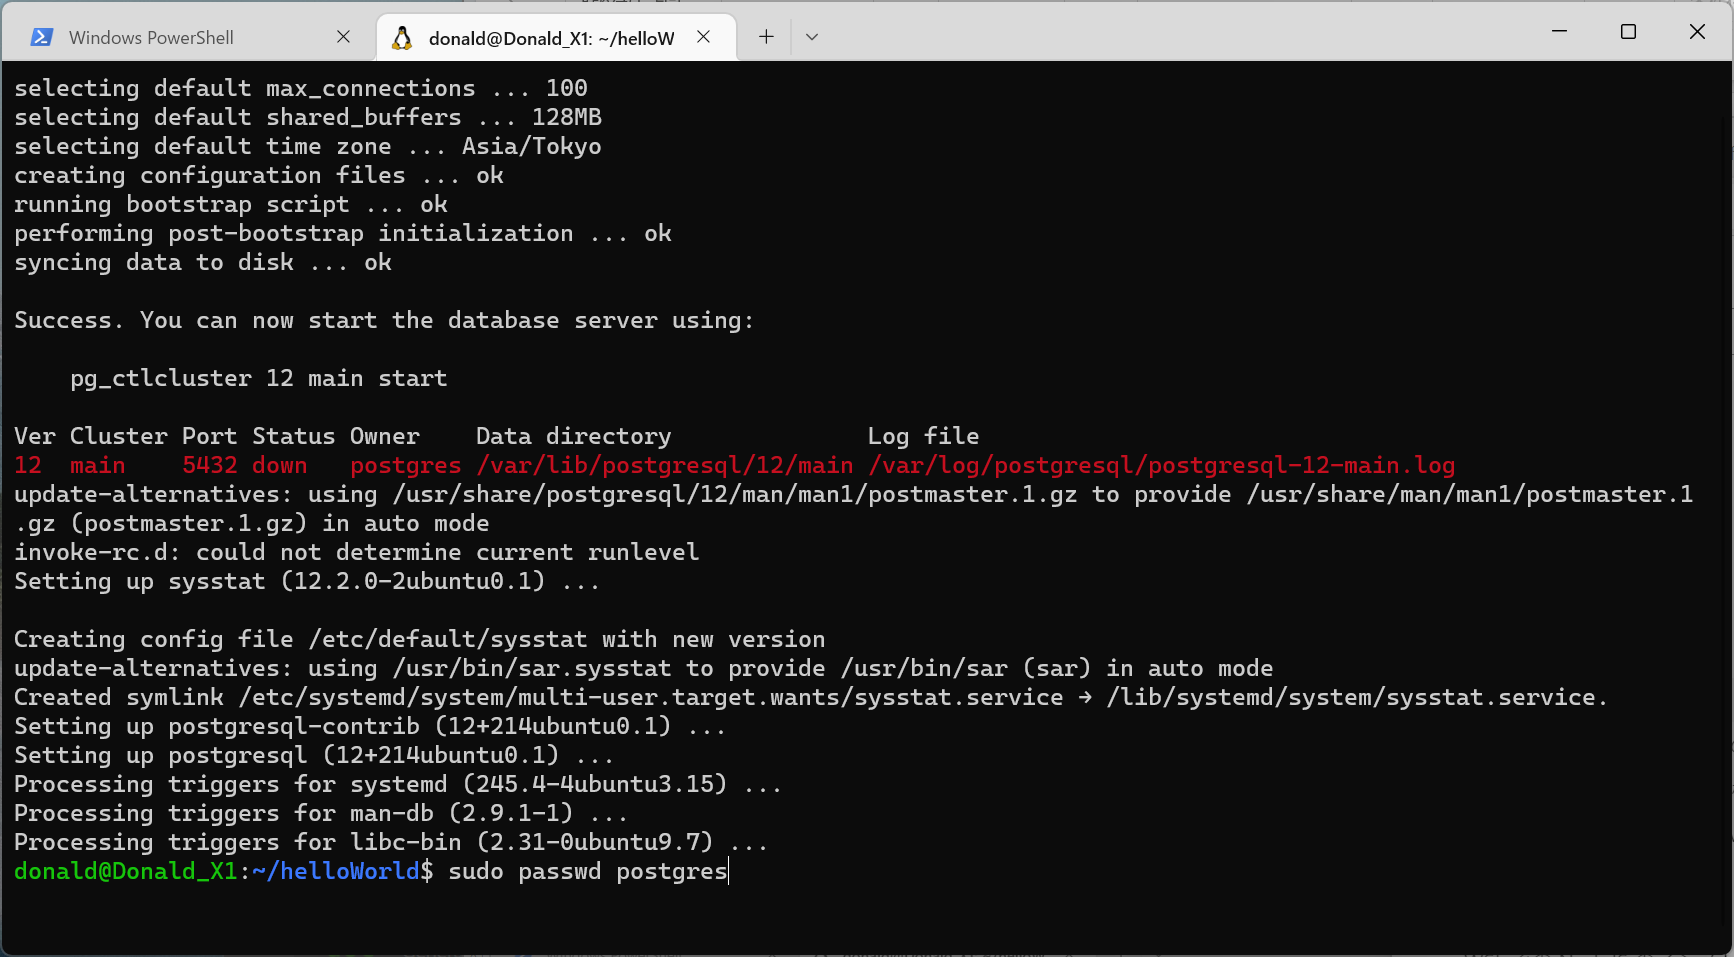 Windows PowerShell
donald@Donald_X1: ~/helloW
selecting default max_connections ... 100
selecting default shared_buffers ... 128MB
selecting default time zone ... Asia/Tokyo
creating configuration files ... ok
running bootstrap script ... ok
performing post-bootstrap initialization ... ok
syncing data to disk ... ok
Success. You can now start the database server using:
pg_ctlcluster 12 main start
Ver Cluster Port Status Owner    Data directory              Log file
12  main    5432 down   postgres /var/lib/postgresql/12/main /var/log/postgresql/postgresql-12-main.log
update-alternatives: using /usr/share/postgresql/12/man/man1/postmaster.1.gz to provide /usr/share/man/man1/postmaster.1
.gz (postmaster.1.gz) in auto mode
invoke-rc.d: could not determine current runlevel
Setting up sysstat (12.2.0-2ubuntu0.1) ...
Creating config file /etc/default/sysstat with new version
update-alternatives: using /usr/bin/sar.sysstat to provide /usr/bin/sar (sar) in auto mode
Created symlink /etc/systemd/system/multi-user.target.wants/sysstat.service → /lib/systemd/system/sysstat.service.
Setting up postgresql-contrib (12+214ubuntu0.1) ...
Setting up postgresql (12+214ubuntu0.1) ...
Processing triggers for systemd (245.4-4ubuntu3.15) ...
Processing triggers for man-db (2.9.1-1) ...
Processing triggers for libc-bin (2.31-0ubuntu9.7) ...
donald@Donald_X1:~/helloWorld$ sudo passwd postgres